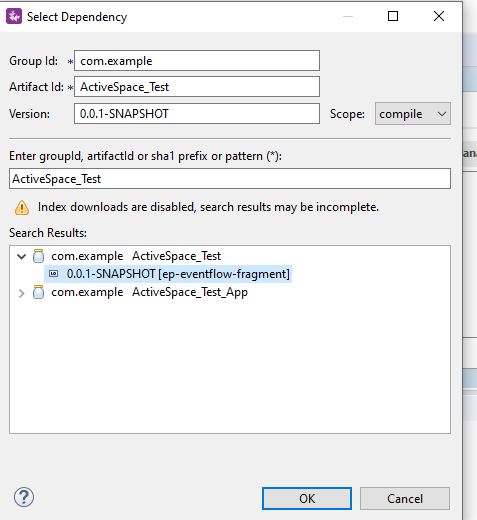 Select Dependency
Group Id: * com.example
Artifact Id: * ActiveSpace_Test
Version: 0.0.1-SNAPSHOT Scope: compile
Enter groupId, artifactId or sha1 prefix or pattern (*):
ActiveSpace_Test
Index downloads are disabled, search results may be incomplete.
Search Results:
com.example ActiveSpace_Test
0.0.1-SNAPSHOT [ep-eventflow-fragment]
com.example ActiveSpace_Test_App
OK Cancel